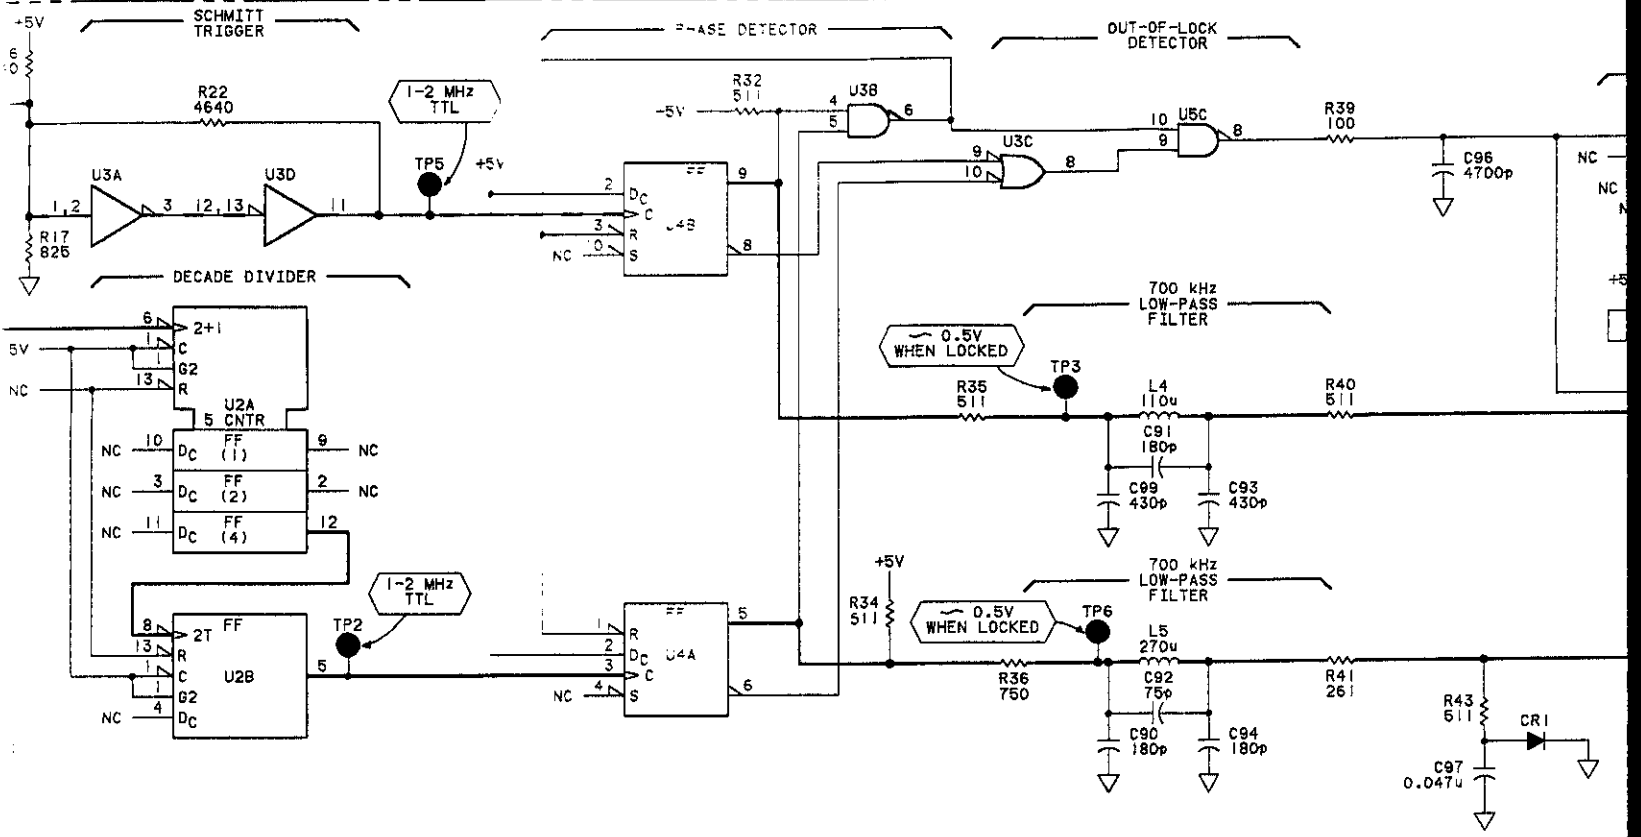 +5V
SCHMITT
TRIGGER
PHASE DETECTOR
OUT-OF-LOCK
DETECTOR
6
R22
4640
1-2 MHz
TTL
R32
511
-5V
4
5
U3B
6
10
9
U5C
8
R39
100
NC
NC
C96
4700p
U3A
U3D
TP5
+5V
9
10
U3C
8
1,2
3
12,13
11
2
3
NC
10
DC
C
R
S
FF
U4B
9
8
R17
825
DECADE DIVIDER
6
1
1
13
5V
NC
2+1
C
G2
R
U2A
5 CNTR
700 kHz
LOW-PASS
FILTER
~ 0.5V
WHEN LOCKED
TP3
+5
R35
511
L4
110u
R40
511
C91
180p
C99
430p
C93
430p
NC
10
DC
FF
(1)
9
NC
NC
3
DC
FF
(2)
2
NC
NC
11
DC
FF
(4)
12
1-2 MHz
TTL
TP2
8
13
1
1
NC
4
2T
R
C
G2
DC
FF
U2B
5
1
2
3
NC
4
R
DC
C
S
FF
U4A
5
6
+5V
R34
511
700 kHz
LOW-PASS
FILTER
~ 0.5V
WHEN LOCKED
TP6
R36
750
L5
270u
R41
261
C92
75p
C90
180p
C94
180p
R43
511
CR1
C97
0.047u